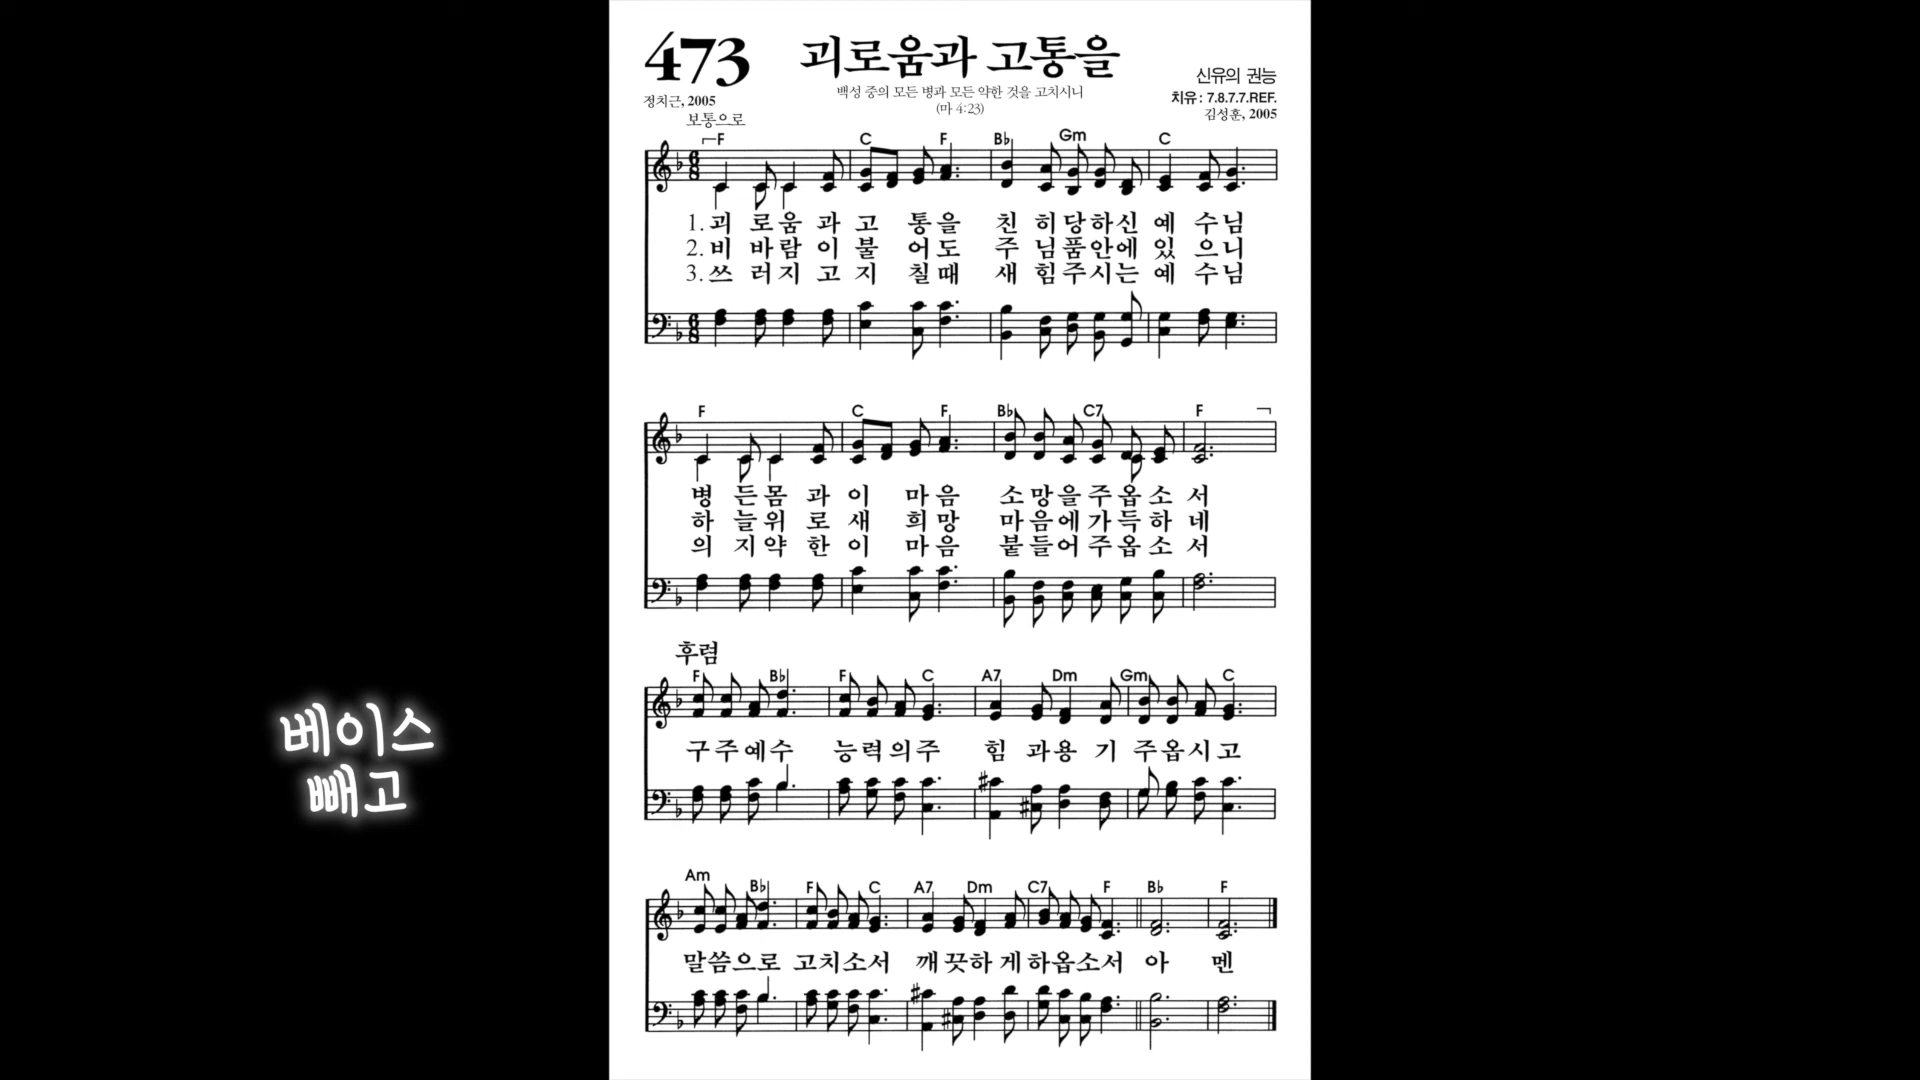 473
괴로움과 고통을
신유의 권능
백성 중의 모든 병과 모든 약한 것을 고치시니
(마 4:23)
정치근, 2005
치유 : 7.8.7.7.REF.
김성훈, 2005
보통으로
F C F B♭ Gm C
1. 괴 로 움 과 고 통 을 친 히 당 하 신 예 수 님
2. 비 바 람 이 불 어 도 주 님 품 안 에 있 으 니
3. 쓰 러 지 고 지 칠 때 새 힘 주 시 는 예 수 님
F C F B♭ C7 F
병 든 몸 과 이 마 음 소 망 을 주 옵 소 서
하 늘 위 로 새 희 망 마 음 에 가 득 하 네
의 지 약 한 이 마 음 붙 들 어 주 옵 소 서
후렴
F B♭ F C A7 Dm Gm C
구 주 예 수 능 력 의 주 힘 과 용 기 주 옵 시 고
Am B♭ F C A7 Dm C7 F B♭ F
말 씀 으 로 고 치 소 서 깨 끗 하 게 하 옵 소 서 아 멘
베이스
빼고